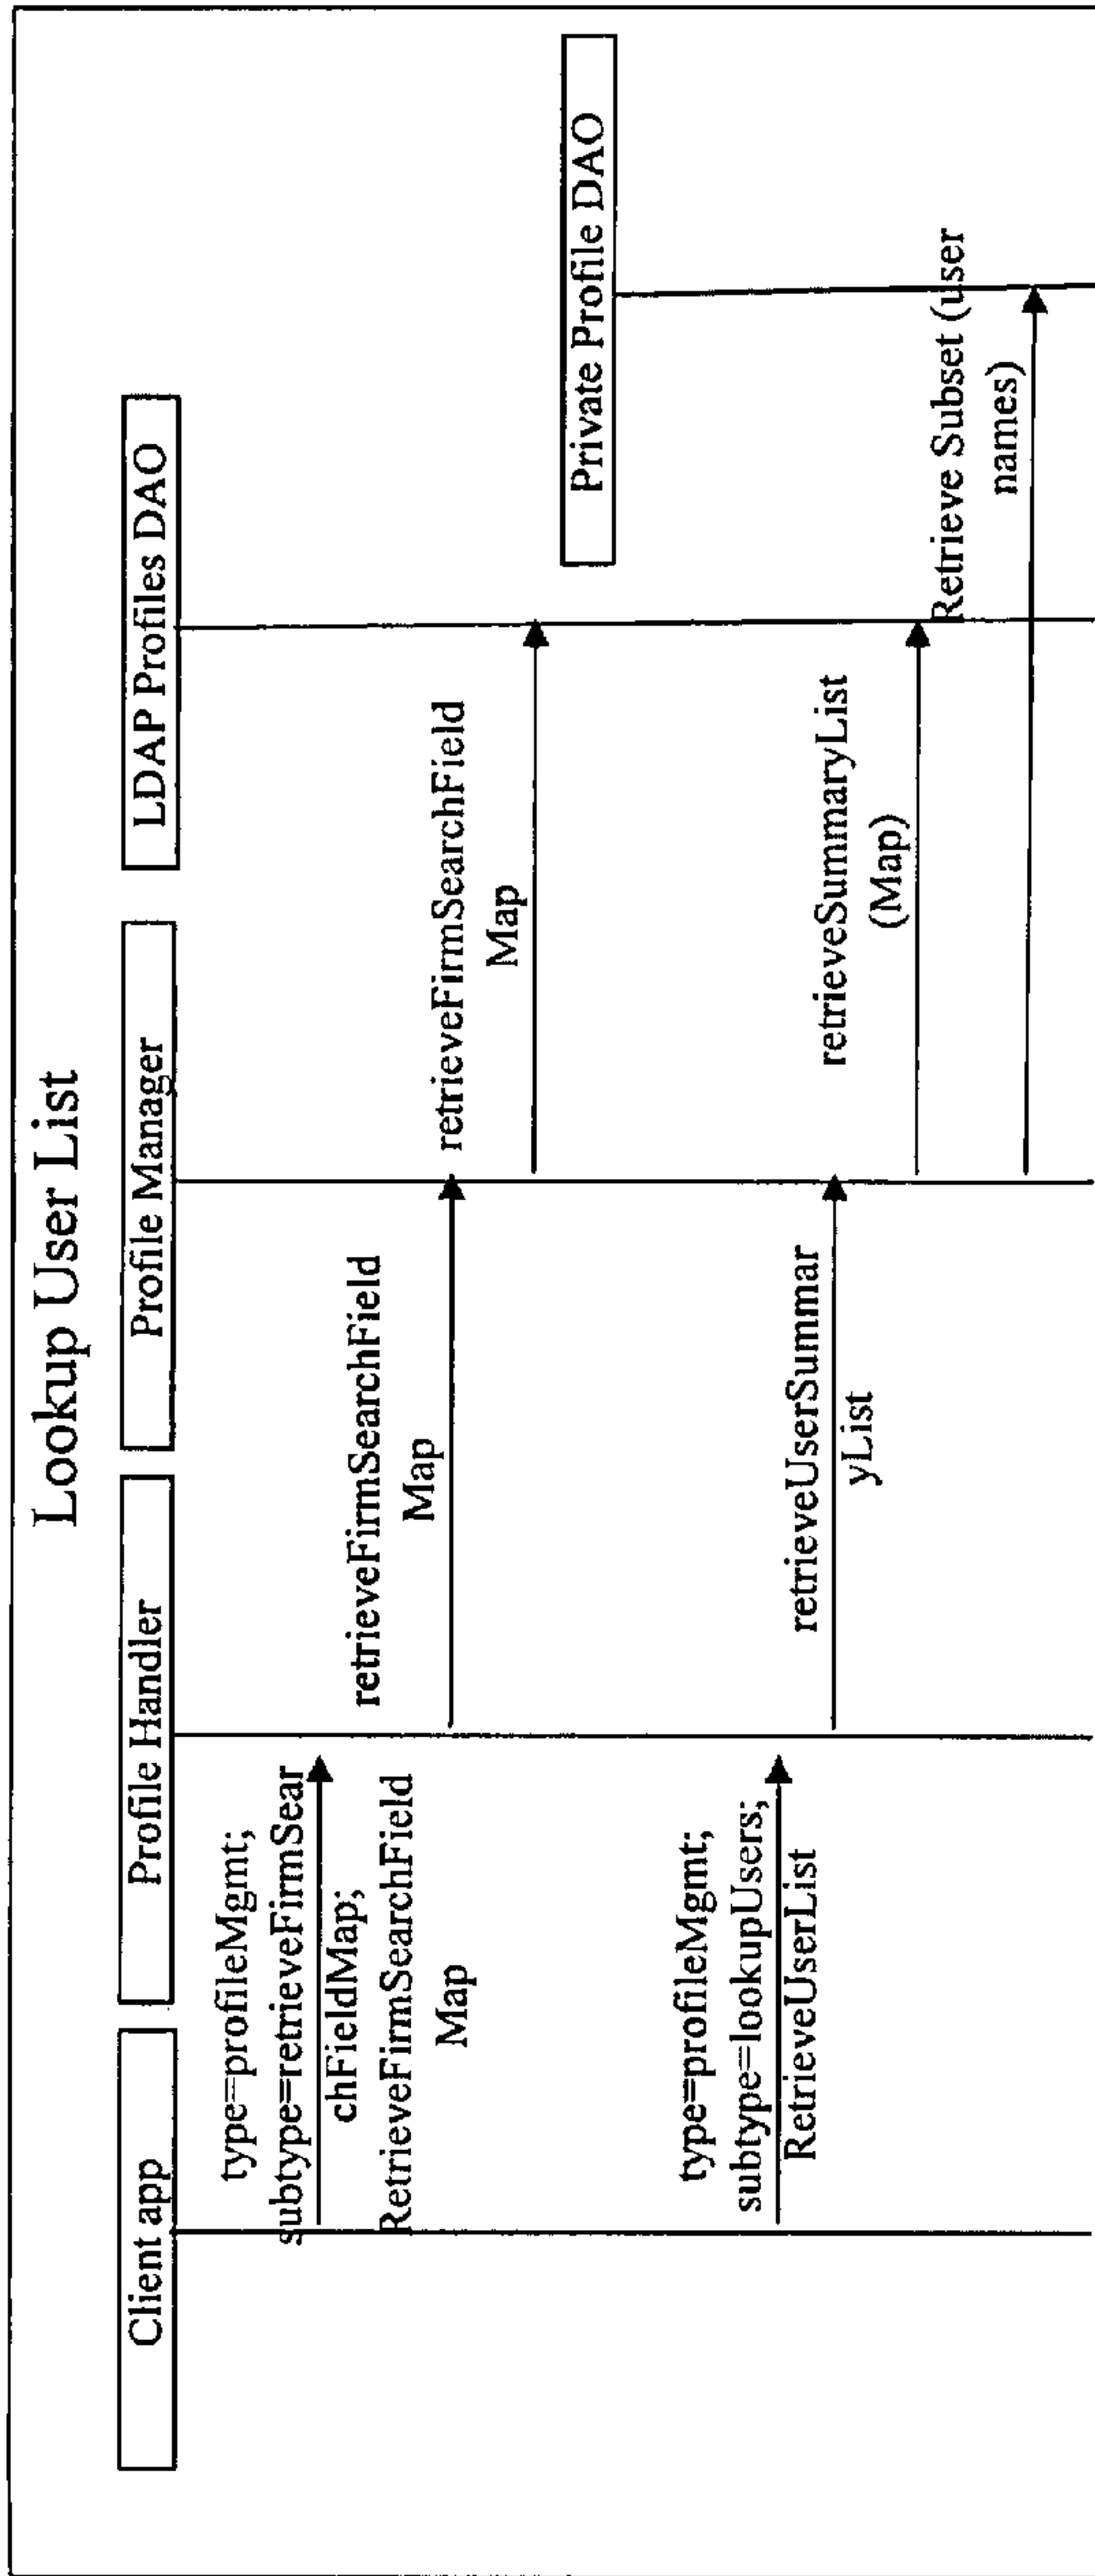 Lookup User List
Client app
Profile Handler
Profile Manager
LDAP Profiles DAO
Private Profile DAO
type=profileMgmt;
subtype=retrieveFirmSear
chFieldMap;
RetrieveFirmSearchField
Map
retrieveFirmSearchField
Map
retrieveFirmSearchField
Map
type=profileMgmt;
subtype=lookupUsers;
RetrieveUserList
retrieveUserSummar
yList
retrieveSummaryList
(Map)
Retrieve Subset (user
names)